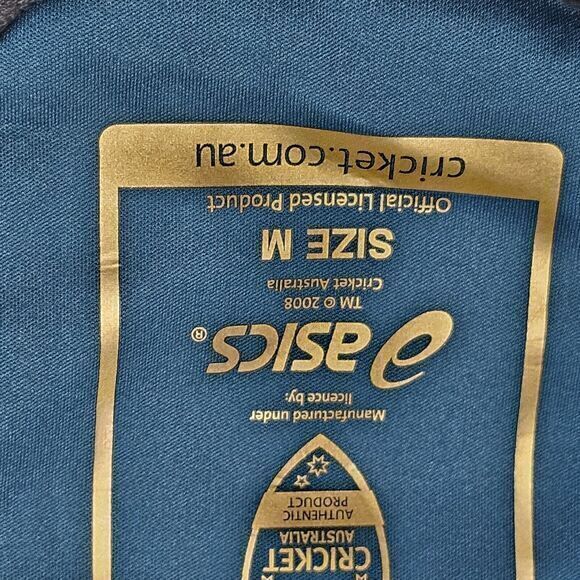 CRICKET
AUSTRALIA
AUTHENTIC
PRODUCT
Manufactured under
licence by:
asics®
TM © 2008
Cricket Australia
SIZE M
Official Licensed Product
cricket.com.au